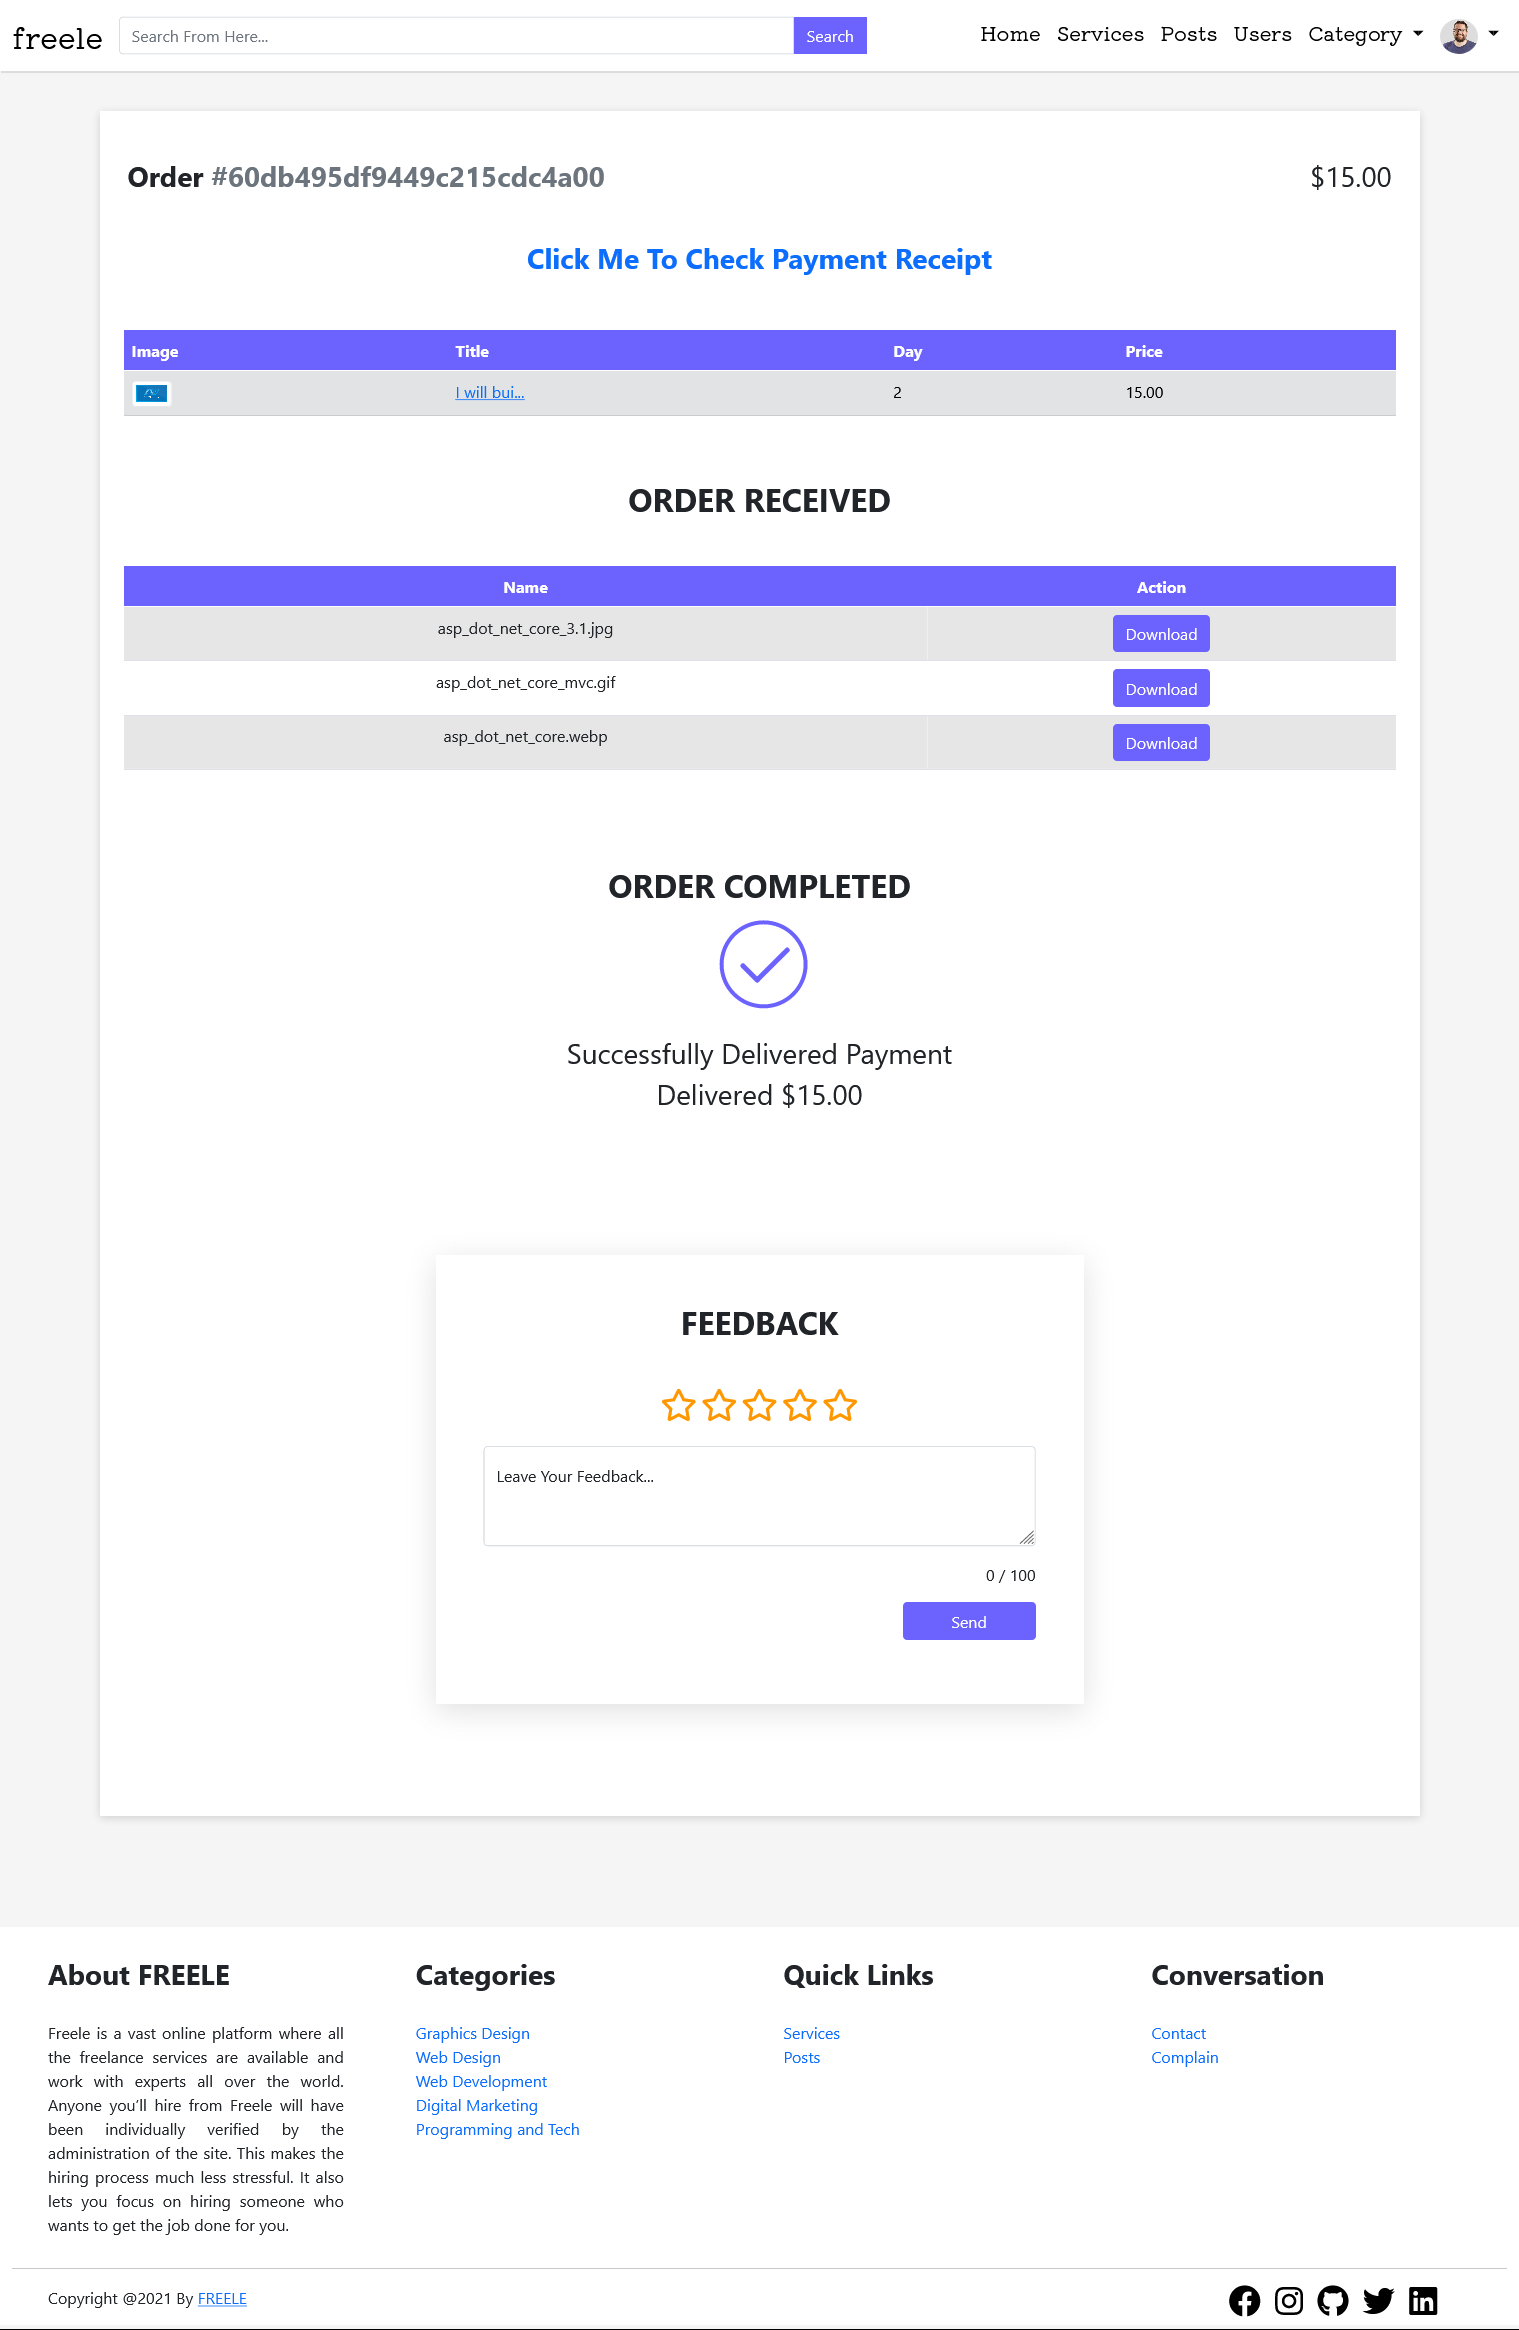 freele
Search From Here...
Search
Home Services Posts Users Category
Order #60db495df9449c215cdc4a00
$15.00
Click Me To Check Payment Receipt
Image Title Day Price
I will bui... 2 15.00
ORDER RECEIVED
Name Action
asp_dot_net_core_3.1.jpg Download
asp_dot_net_core_mvc.gif Download
asp_dot_net_core.webp Download
ORDER COMPLETED
Successfully Delivered Payment
Delivered $15.00
FEEDBACK
Leave Your Feedback...
0 / 100
Send
About FREELE
Freele is a vast online platform where all
the freelance services are available and
work with experts all over the world.
Anyone you'll hire from Freele will have
been individually verified by the
administration of the site. This makes the
hiring process much less stressful. It also
lets you focus on hiring someone who
wants to get the job done for you.
Categories
Graphics Design
Web Design
Web Development
Digital Marketing
Programming and Tech
Quick Links
Services
Posts
Conversation
Contact
Complain
Copyright @2021 By FREELE